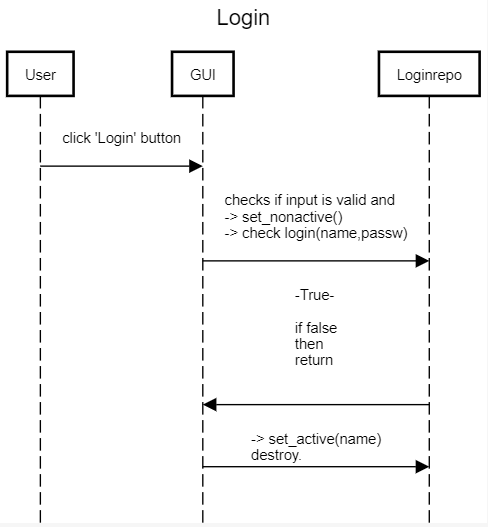 Login
User
GUI
Loginrepo
click 'Login' button
checks if input is valid and
-> set_nonactive()
-> check login(name,passw)
-True-
if false
then
return
-> set_active(name)
destroy.